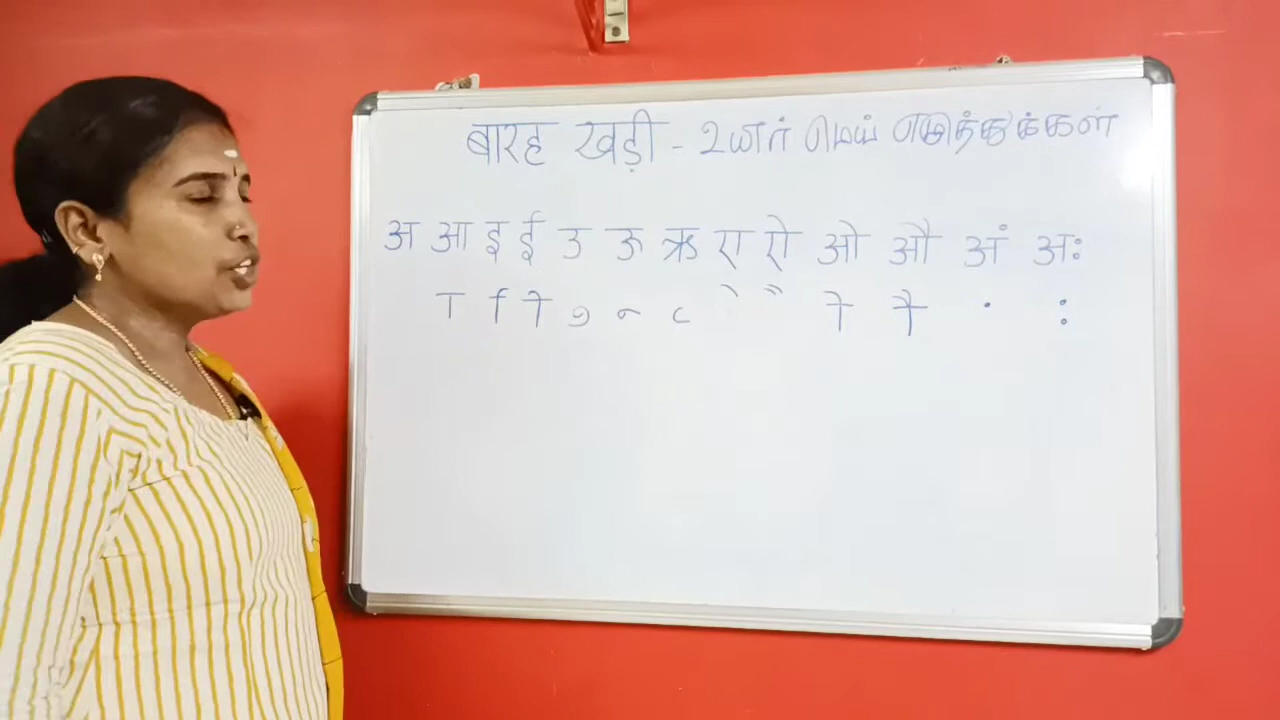 बारह खड़ी - உயிர் மெய் எழுத்துக்கள்
अ आ इ ई उ ऊ ऋ ए ऐ ओ औ अं अः
ा ि ी ु ू ृ े ै ो ौ ं ः